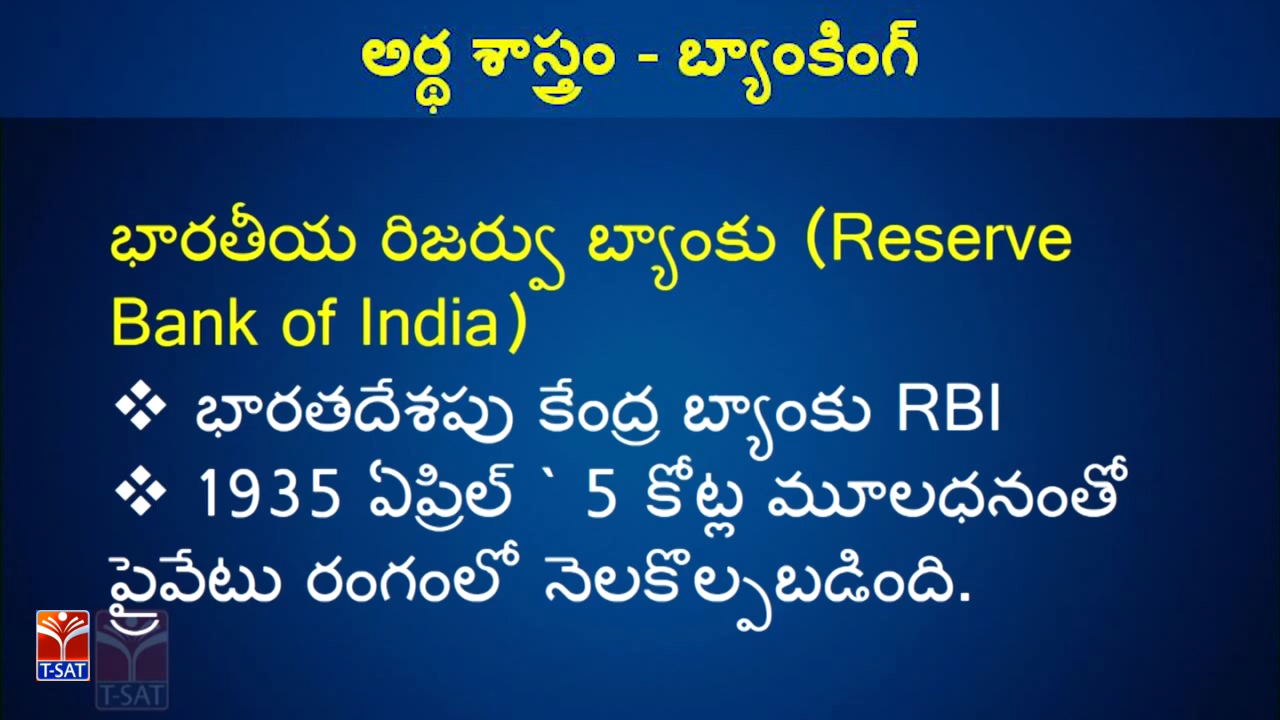 అర్థ శాస్త్రం - బ్యాంకింగ్
భారతీయ రిజర్వు బ్యాంకు (Reserve
Bank of India)
❖ భారతదేశపు కేంద్ర బ్యాంకు RBI
❖ 1935 ఏప్రిల్ ` 5 కోట్ల మూలధనంతో
ప్రైవేటు రంగంలో నెలకొల్పబడింది.
T-SAT
T-SAT